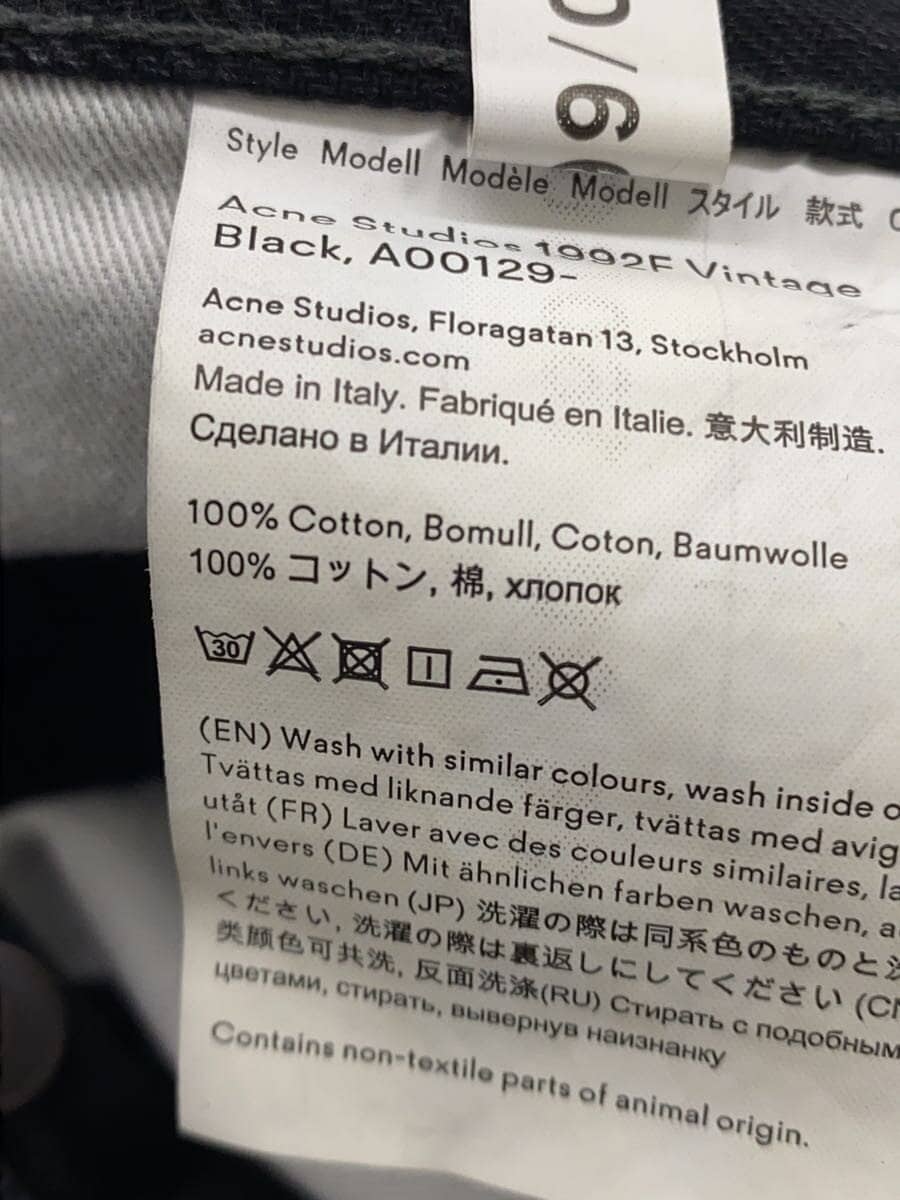 0/6
Style Modell Modèle Modell スタイル 款式
Acne Studios 1992F Vintage
Black, A00129-
Acne Studios, Floragatan 13, Stockholm
acnestudios.com
Made in Italy. Fabriqué en Italie. 意大利制造.
Сделано в Италии.
100% Cotton, Bomull, Coton, Baumwolle
100% コットン, 棉, хлопок
30
(EN) Wash with similar colours, wash inside o
Tvättas med liknande färger, tvättas med avig
utåt (FR) Laver avec des couleurs similaires, la
l'envers (DE) Mit ähnlichen farben waschen, a
links waschen (JP) 洗濯の際は同系色のものと洗
ください, 洗濯の際は裏返しにしてください (CN
类颜色可共洗, 反面洗涤(RU) Стирать с подобным
цветами, стирать, вывернув наизнанку
Contains non-textile parts of animal origin.